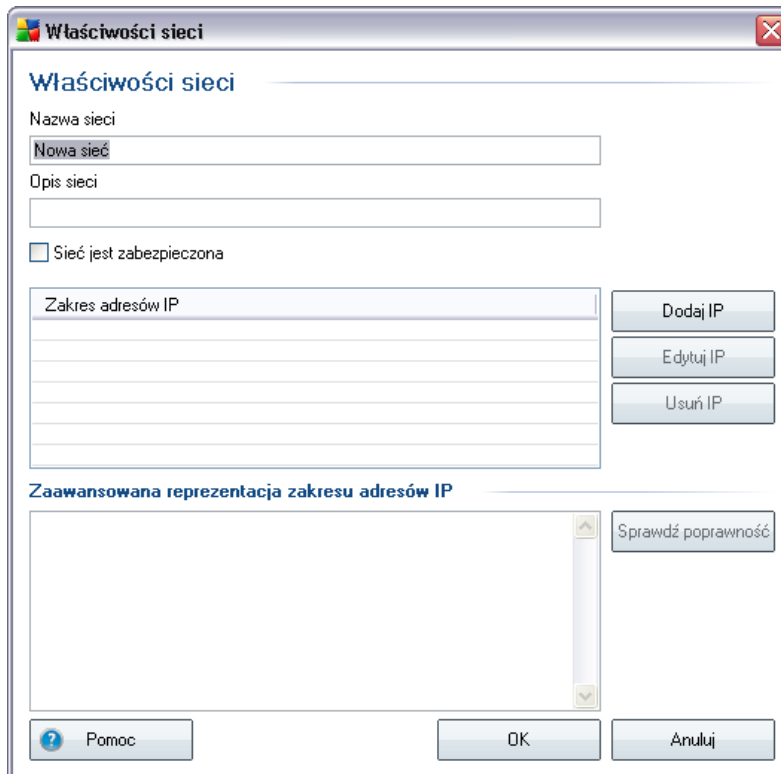 Właściwości sieci
Właściwości sieci
Nazwa sieci
Nowa sieć
Opis sieci
Sieć jest zabezpieczona
Zakres adresów IP
Dodaj IP
Edytuj IP
Usuń IP
Zaawansowana reprezentacja zakresu adresów IP
Sprawdź poprawność
Pomoc
OK
Anuluj